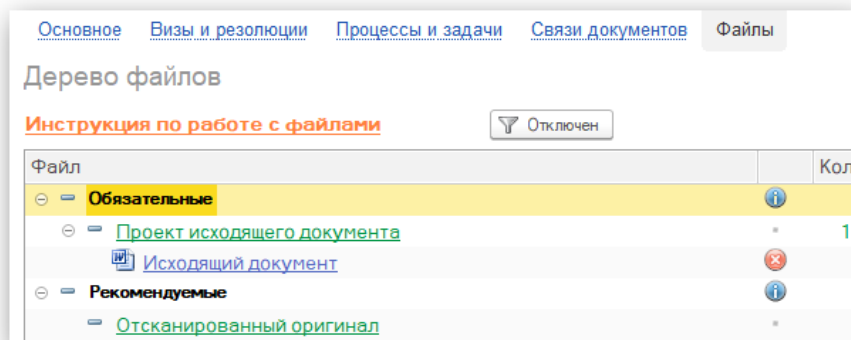 Основное Визы и резолюции Процессы и задачи Связи документов Файлы
Дерево файлов
Инструкция по работе с файлами Отключен
Файл Кол
Обязательные
Проект исходящего документа 1
Исходящий документ
Рекомендуемые
Отсканированный оригинал